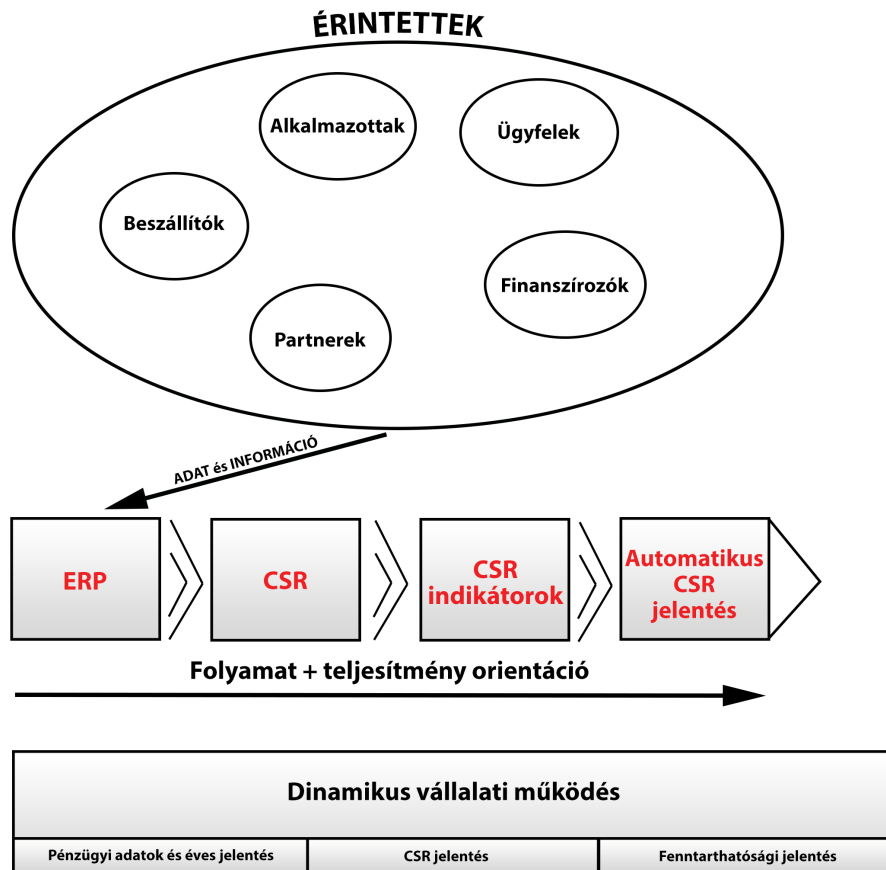 ÉRINTETTEK
Alkalmazottak
Ügyfelek
Beszállítók
Finanszírozók
Partnerek
ADAT és INFORMÁCIÓ
ERP
CSR
CSR
indikátorok
Automatikus
CSR
jelentés
Folyamat + teljesítmény orientáció
Dinamikus vállalati működés
Pénzügyi adatok és éves jelentés
CSR jelentés
Fenntarthatósági jelentés